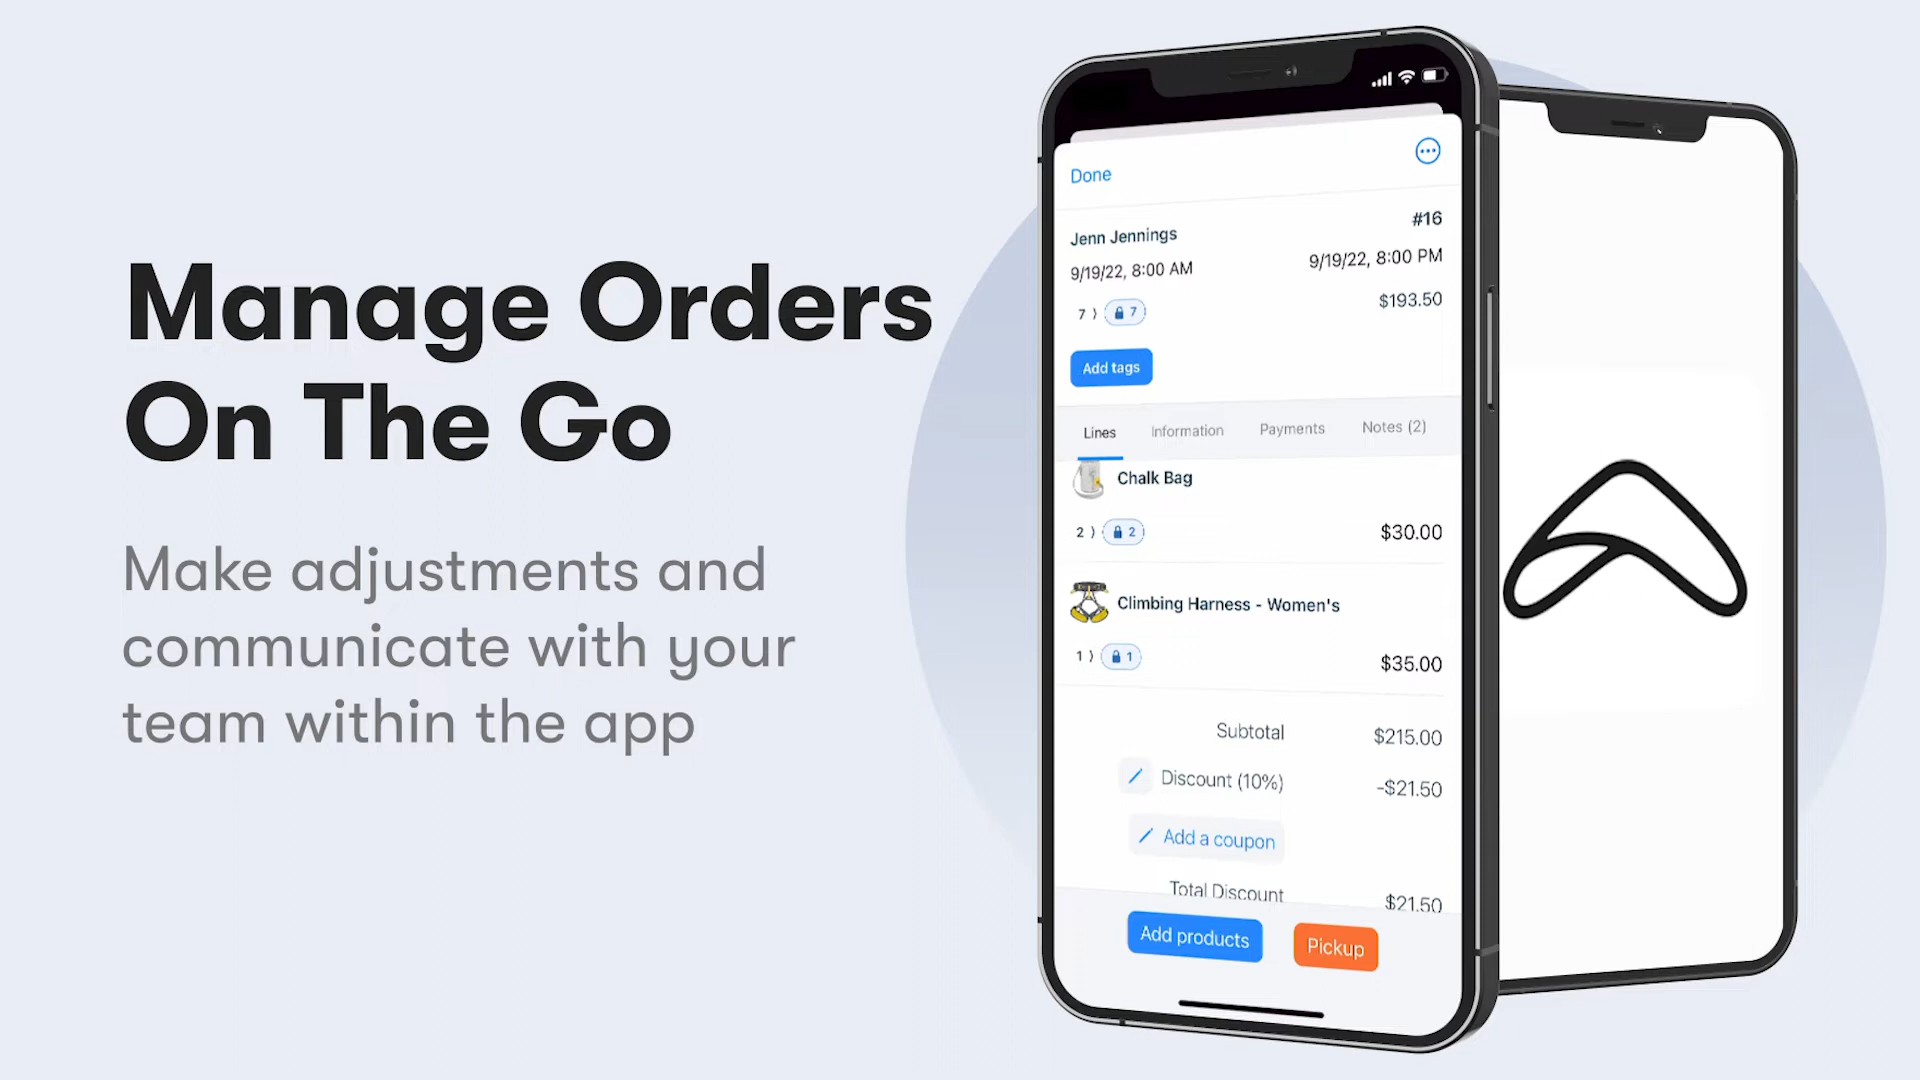 Manage Orders
On The Go
Make adjustments and
communicate with your
team within the app
Done
Jenn Jennings #16
9/19/22, 8:00 AM 9/19/22, 8:00 PM
7 7 $193.50
Add tags
Lines Information Payments Notes (2)
Chalk Bag
2 2 $30.00
Climbing Harness - Women's
1 1 $35.00
Subtotal $215.00
Discount (10%) -$21.50
Add a coupon
Total Discount $21.50
Add products Pickup